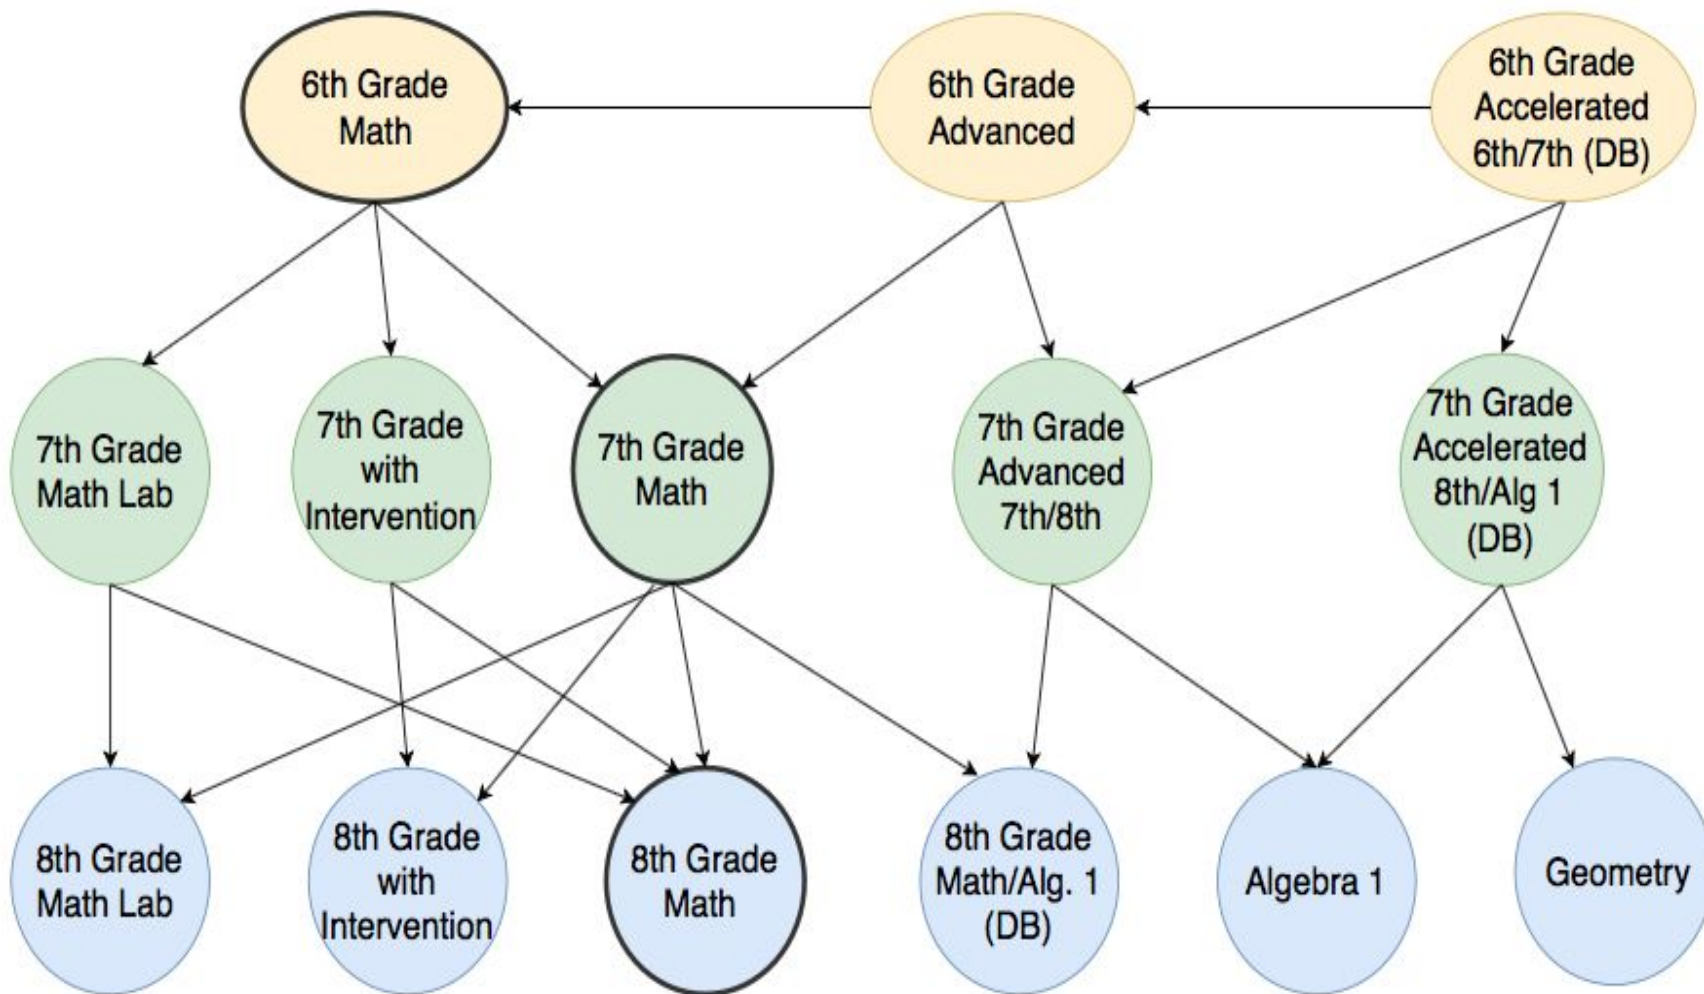 6th Grade
Math
6th Grade
Advanced
6th Grade
Accelerated
6th/7th (DB)
7th Grade
Math Lab
7th Grade
with
Intervention
7th Grade
Math
7th Grade
Advanced
7th/8th
7th Grade
Accelerated
8th/Alg 1
(DB)
8th Grade
Math Lab
8th Grade
with
Intervention
8th Grade
Math
8th Grade
Math/Alg. 1
(DB)
Algebra 1
Geometry